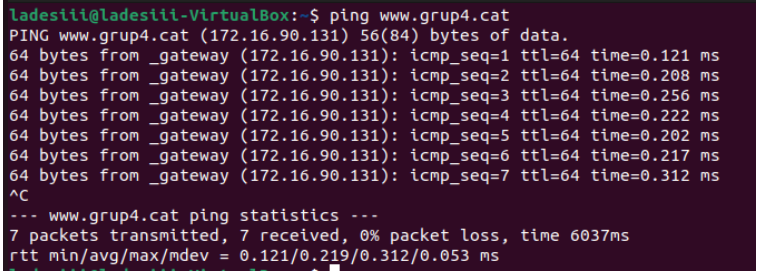 ladesiii@ladesiii-VirtualBox:~$ ping www.grup4.cat
PING www.grup4.cat (172.16.90.131) 56(84) bytes of data.
64 bytes from _gateway (172.16.90.131): icmp_seq=1 ttl=64 time=0.121 ms
64 bytes from _gateway (172.16.90.131): icmp_seq=2 ttl=64 time=0.208 ms
64 bytes from _gateway (172.16.90.131): icmp_seq=3 ttl=64 time=0.256 ms
64 bytes from _gateway (172.16.90.131): icmp_seq=4 ttl=64 time=0.222 ms
64 bytes from _gateway (172.16.90.131): icmp_seq=5 ttl=64 time=0.202 ms
64 bytes from _gateway (172.16.90.131): icmp_seq=6 ttl=64 time=0.217 ms
64 bytes from _gateway (172.16.90.131): icmp_seq=7 ttl=64 time=0.312 ms
^C
--- www.grup4.cat ping statistics ---
7 packets transmitted, 7 received, 0% packet loss, time 6037ms
rtt min/avg/max/mdev = 0.121/0.219/0.312/0.053 ms